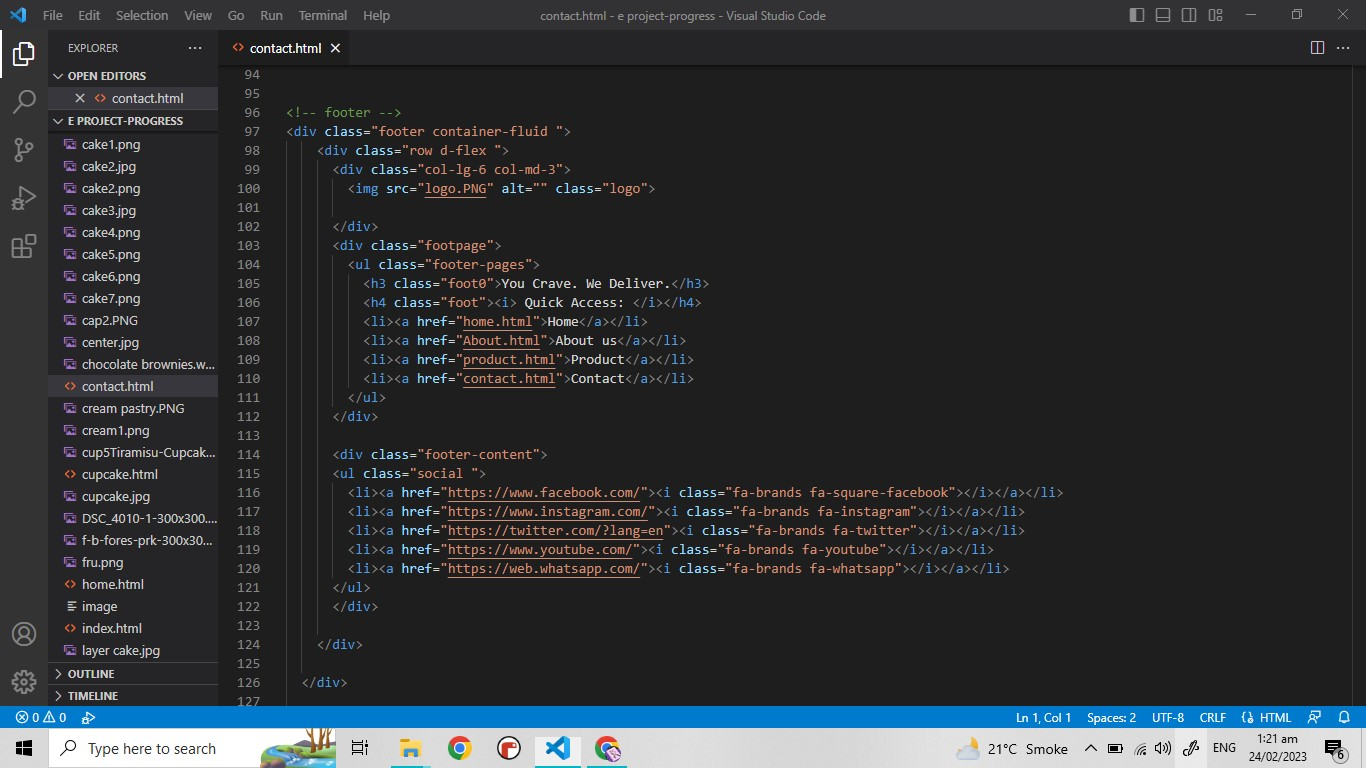 File Edit Selection View Go Run Terminal Help contact.html - e project-progress - Visual Studio Code
EXPLORER ...
OPEN EDITORS
contact.html
E PROJECT-PROGRESS
cake1.png
cake2.jpg
cake2.png
cake3.jpg
cake4.png
cake5.png
cake6.png
cake7.png
cap2.PNG
center.jpg
chocolate brownies.w...
contact.html
cream pastry.PNG
cream1.png
cup5Tiramisu-Cupcak...
cupcake.html
cupcake.jpg
DSC_4010-1-300x300....
f-b-fores-prk-300x30...
fru.png
home.html
image
index.html
layer cake.jpg
OUTLINE
TIMELINE
contact.html
94
95
96 <!-- footer -->
97 <div class="footer container-fluid ">
98 <div class="row d-flex ">
99 <div class="col-lg-6 col-md-3">
100 <img src="logo.PNG" alt="" class="logo">
101
102 </div>
103 <div class="footpage">
104 <ul class="footer-pages">
105 <h3 class="foot0">You Crave. We Deliver.</h3>
106 <h4 class="foot"><i> Quick Access: </i></h4>
107 <li><a href="home.html">Home</a></li>
108 <li><a href="About.html">About us</a></li>
109 <li><a href="product.html">Product</a></li>
110 <li><a href="contact.html">Contact</a></li>
111 </ul>
112 </div>
113
114 <div class="footer-content">
115 <ul class="social ">
116 <li><a href="https://www.facebook.com/"><i class="fa-brands fa-square-facebook"></i></a></li>
117 <li><a href="https://www.instagram.com/"><i class="fa-brands fa-instagram"></i></a></li>
118 <li><a href="https://twitter.com/?lang=en"><i class="fa-brands fa-twitter"></i></a></li>
119 <li><a href="https://www.youtube.com/"><i class="fa-brands fa-youtube"></i></a></li>
120 <li><a href="https://web.whatsapp.com/"><i class="fa-brands fa-whatsapp"></i></a></li>
121 </ul>
122 </div>
123
124 </div>
125
126 </div>
127
0 0 Ln 1, Col 1 Spaces: 2 UTF-8 CRLF HTML
Type here to search 21°C Smoke ENG 1:21 am
24/02/2023 6